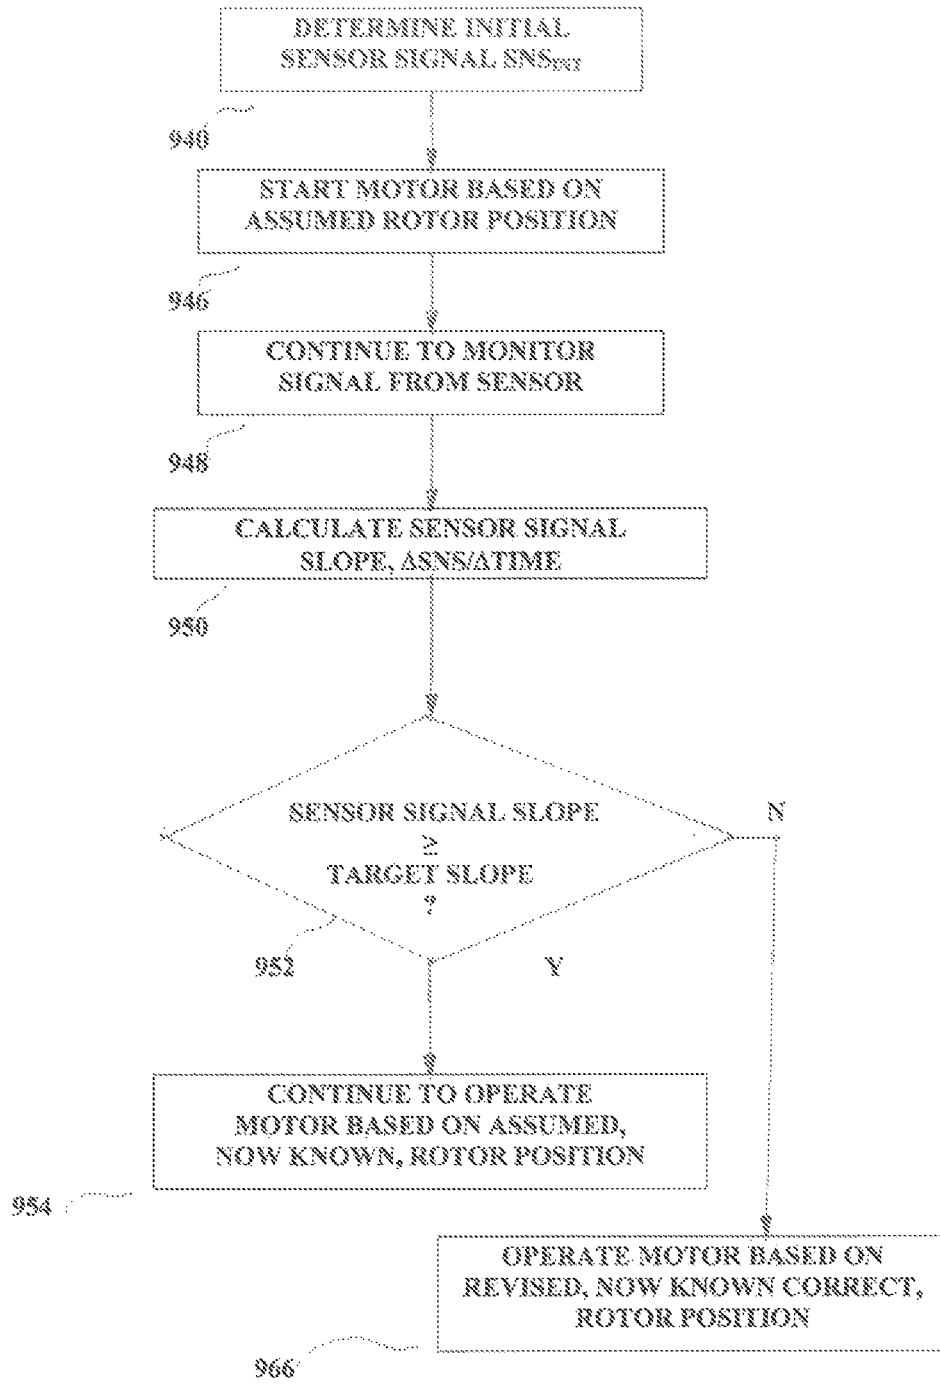 DETERMINE INITIAL
SENSOR SIGNAL SNS_INT
940
START MOTOR BASED ON
ASSUMED ROTOR POSITION
946
CONTINUE TO MONITOR
SIGNAL FROM SENSOR
948
CALCULATE SENSOR SIGNAL
SLOPE, ΔSNS/ΔTIME
950
SENSOR SIGNAL SLOPE
≥
TARGET SLOPE
?
N
952
Y
CONTINUE TO OPERATE
MOTOR BASED ON ASSUMED,
NOW KNOWN, ROTOR POSITION
954
OPERATE MOTOR BASED ON
REVISED, NOW KNOWN CORRECT,
ROTOR POSITION
966